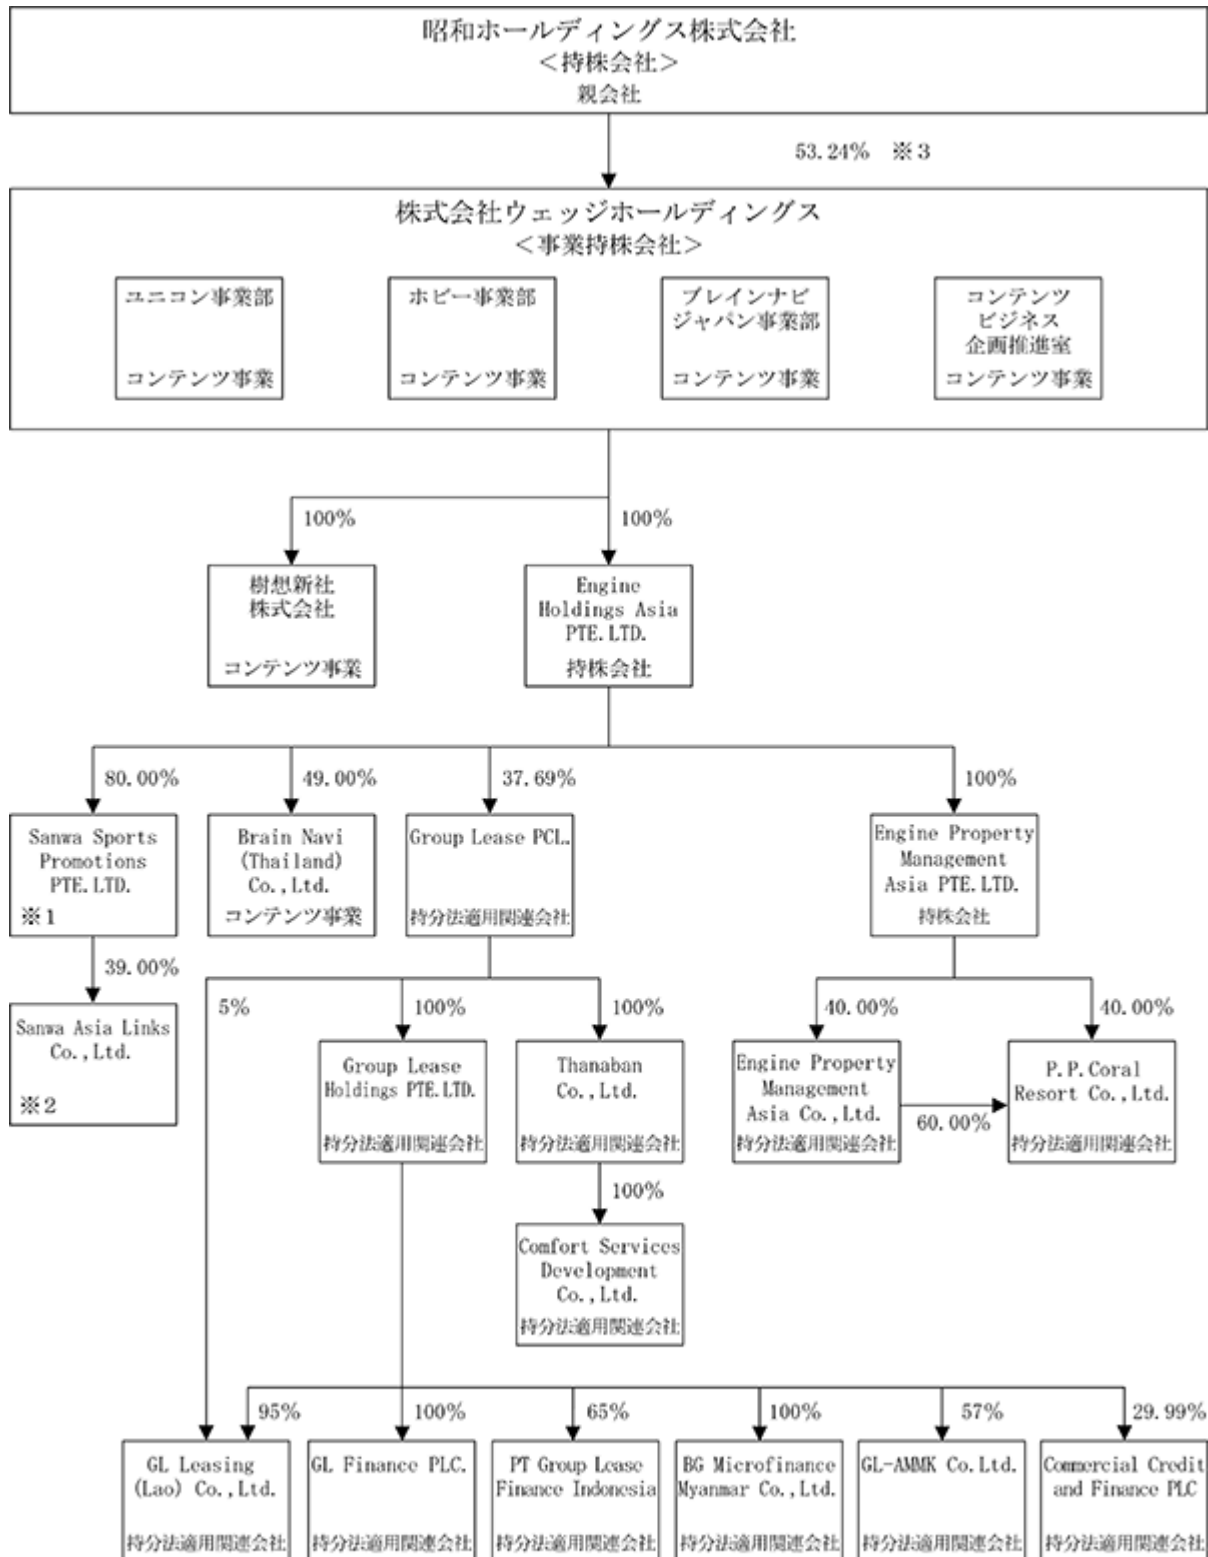 昭和ホールディングス株式会社
＜持株会社＞
親会社
53.24% ※3
株式会社ウェッジホールディングス
＜事業持株会社＞
ユニコン事業部
コンテンツ事業
ホビー事業部
コンテンツ事業
ブレインナビ
ジャパン事業部
コンテンツ事業
コンテンツ
ビジネス
企画推進室
コンテンツ事業
100%
100%
樹想新社
株式会社
コンテンツ事業
Engine
Holdings Asia
PTE.LTD.
持株会社
80.00%
49.00%
37.69%
100%
Sanwa Sports
Promotions
PTE.LTD.
※1
Brain Navi
(Thailand)
Co.,Ltd.
コンテンツ事業
Group Lease PCL.
持分法適用関連会社
Engine Property
Management
Asia PTE.LTD.
持株会社
39.00%
5%
100%
100%
40.00%
40.00%
Sanwa Asia Links
Co.,Ltd.
※2
Group Lease
Holdings PTE.LTD.
持分法適用関連会社
Thanaban
Co.,Ltd.
持分法適用関連会社
Engine Property
Management
Asia Co.,Ltd.
持分法適用関連会社
60.00%
P.P.Coral
Resort Co.,Ltd.
持分法適用関連会社
100%
Comfort Services
Development
Co.,Ltd.
持分法適用関連会社
95%
100%
65%
100%
57%
29.99%
GL Leasing
(Lao) Co.,Ltd.
持分法適用関連会社
GL Finance PLC.
持分法適用関連会社
PT Group Lease
Finance Indonesia
持分法適用関連会社
BG Microfinance
Myanmar Co.,Ltd.
持分法適用関連会社
GL-AMMK Co.Ltd.
持分法適用関連会社
Commercial Credit
and Finance PLC
持分法適用関連会社